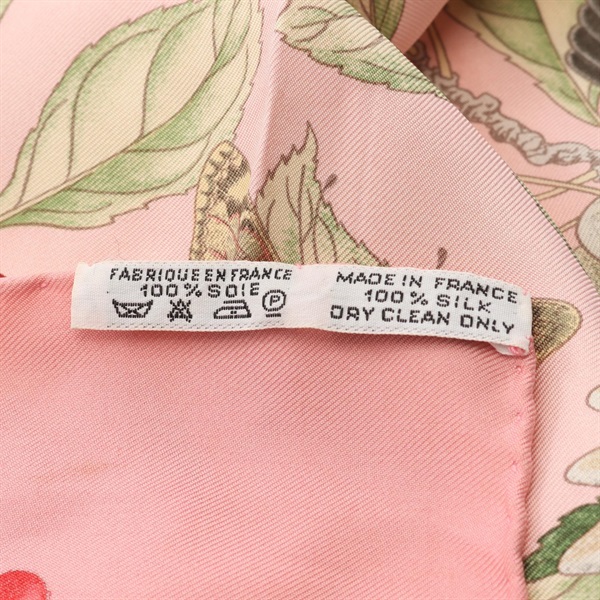 FABRIQUE EN FRANCE
100% SOIE
P
MADE IN FRANCE
100% SILK
DRY CLEAN ONLY